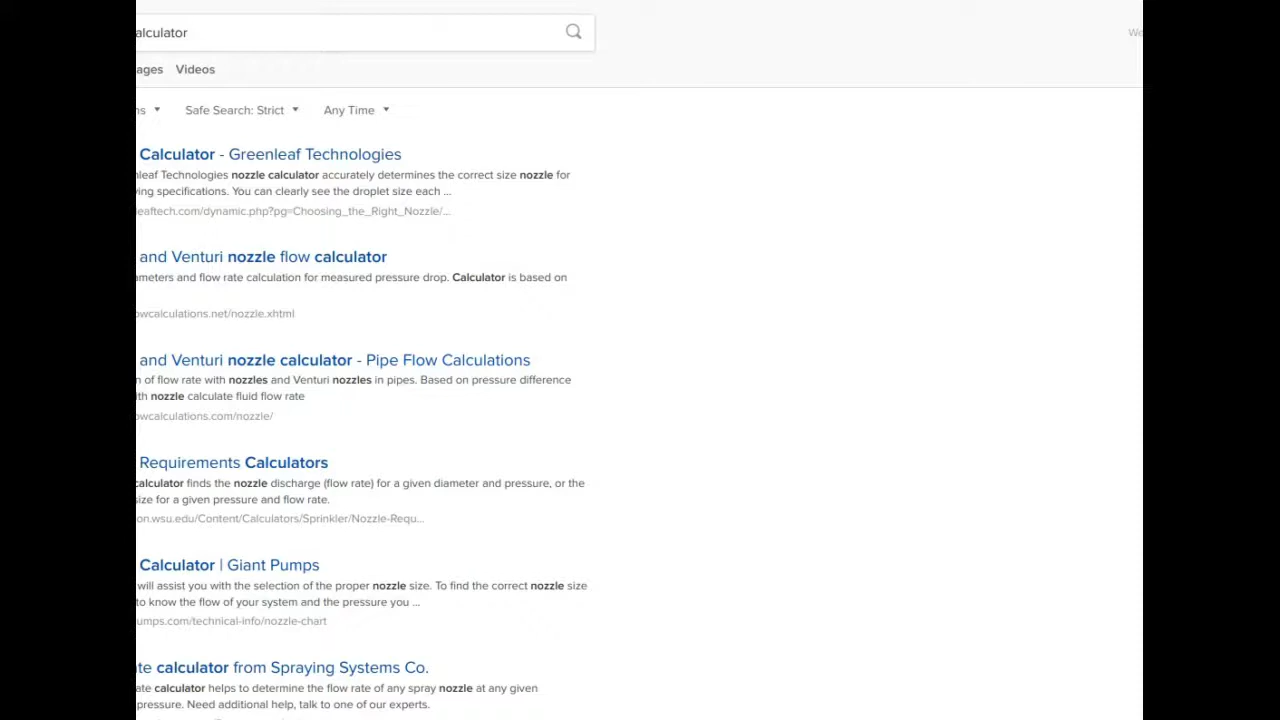 alculator
We
ages Videos
ns Safe Search: Strict Any Time
Calculator - Greenleaf Technologies
nleaf Technologies nozzle calculator accurately determines the correct size nozzle for
ying specifications. You can clearly see the droplet size each ...
leaftech.com/dynamic.php?pg=Choosing_the_Right_Nozzle/...
and Venturi nozzle flow calculator
ameters and flow rate calculation for measured pressure drop. Calculator is based on
owcalculations.net/nozzle.xhtml
and Venturi nozzle calculator - Pipe Flow Calculations
n of flow rate with nozzles and Venturi nozzles in pipes. Based on pressure difference
ith nozzle calculate fluid flow rate
owcalculations.com/nozzle/
Requirements Calculators
calculator finds the nozzle discharge (flow rate) for a given diameter and pressure, or the
size for a given pressure and flow rate.
on.wsu.edu/Content/Calculators/Sprinkler/Nozzle-Requ...
Calculator | Giant Pumps
will assist you with the selection of the proper nozzle size. To find the correct nozzle size
to know the flow of your system and the pressure you ...
umps.com/technical-info/nozzle-chart
te calculator from Spraying Systems Co.
ate calculator helps to determine the flow rate of any spray nozzle at any given
pressure. Need additional help, talk to one of our experts.